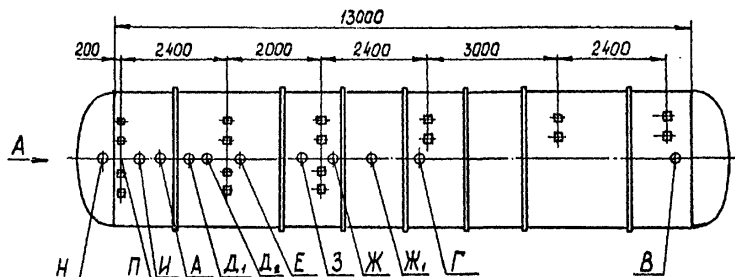 13000
200 2400 2000 2400 3000 2400
А
Н П И А Д₁ Д₂ Е З Ж Ж₁ Г В